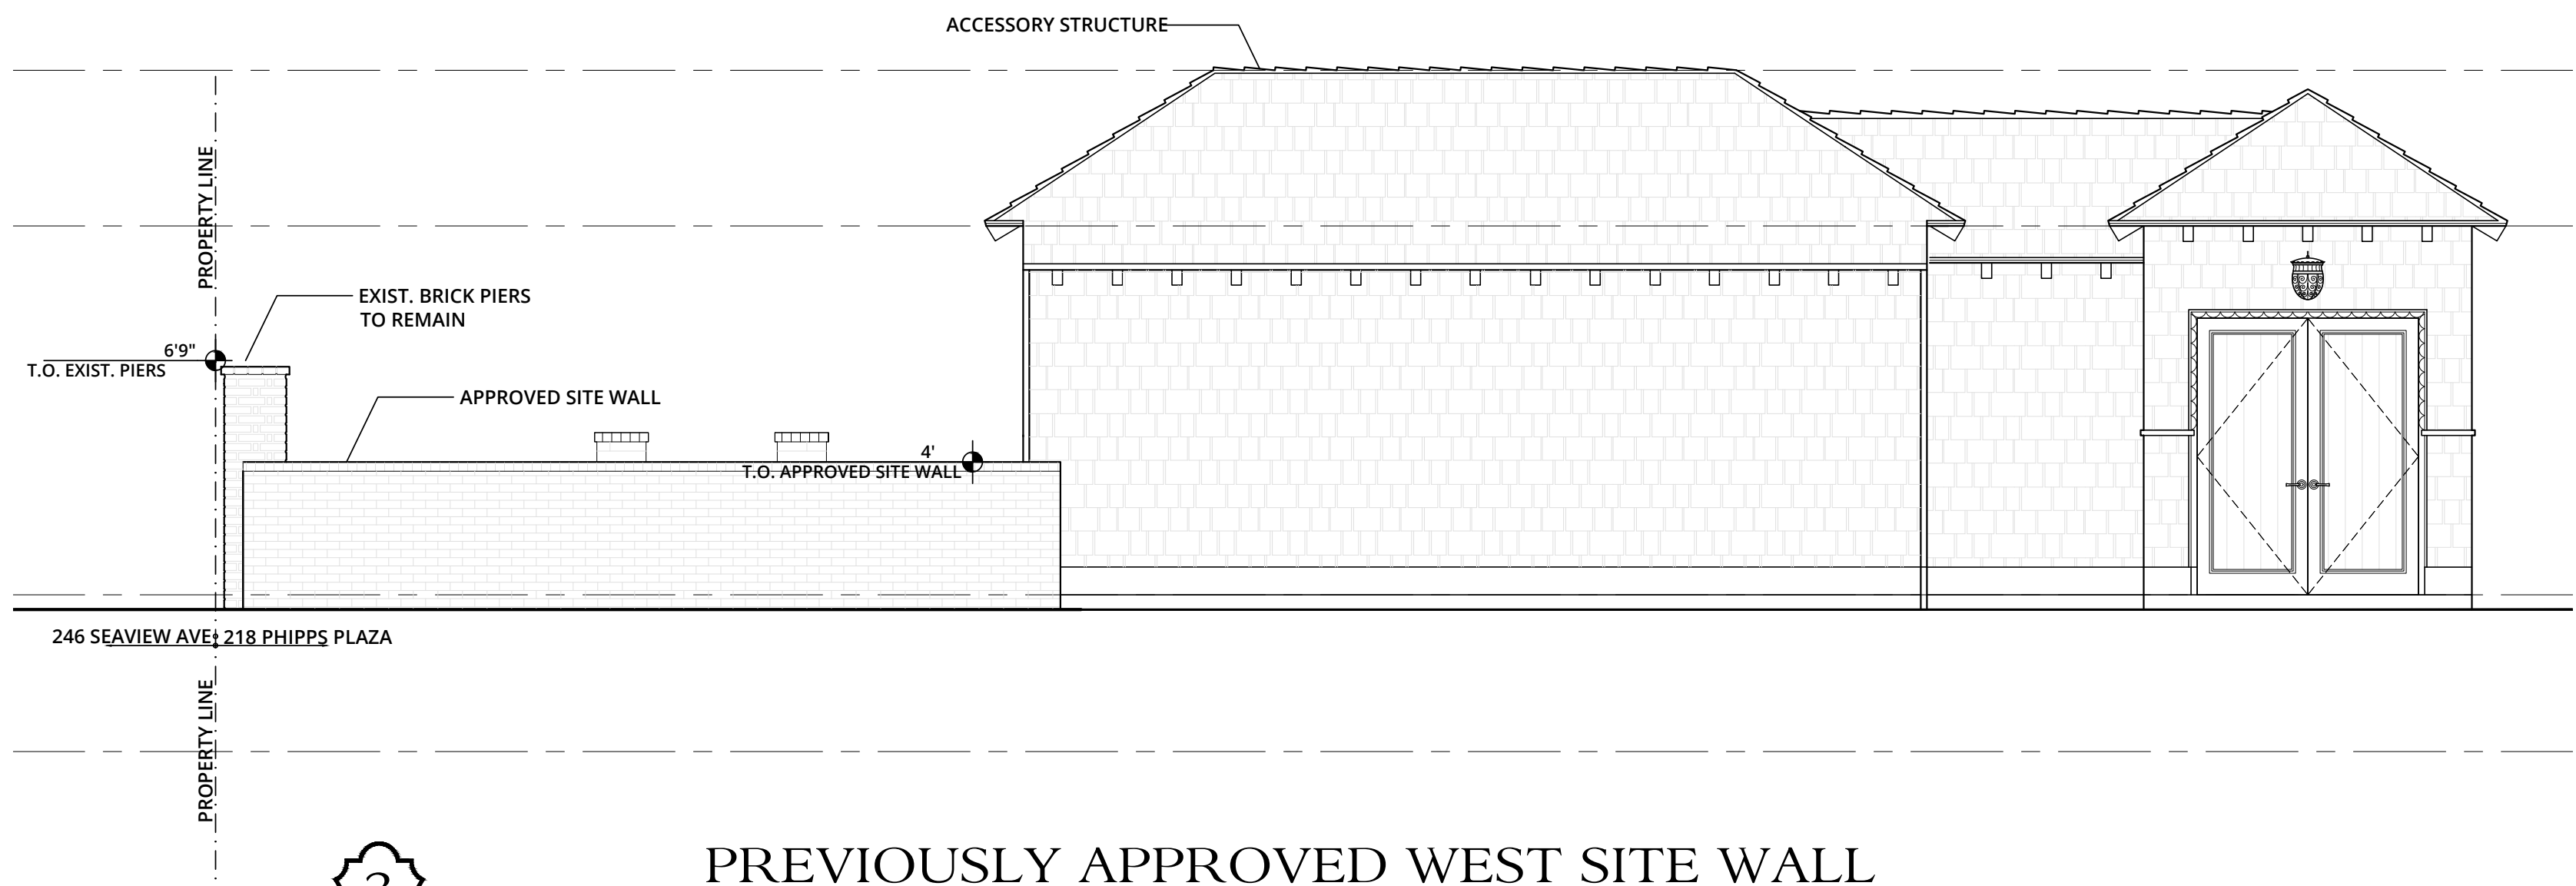 ACCESSORY STRUCTURE
PROPERTY LINE
EXIST. BRICK PIERS
TO REMAIN
6'9"
T.O. EXIST. PIERS
APPROVED SITE WALL
4'
T.O. APPROVED SITE WALL
246 SEAVIEW AVE
218 PHIPPS PLAZA
PROPERTY LINE
PREVIOUSLY APPROVED WEST SITE WALL